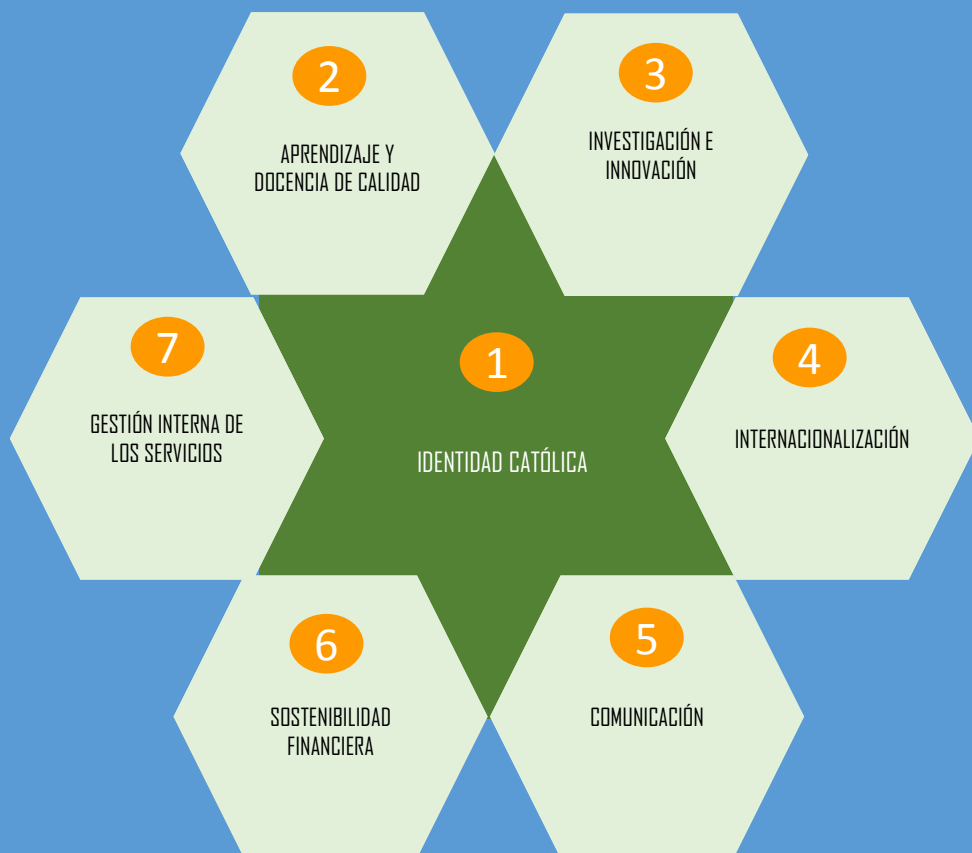 1
IDENTIDAD CATÓLICA
2
APRENDIZAJE Y
DOCENCIA DE CALIDAD
3
INVESTIGACIÓN E
INNOVACIÓN
4
INTERNACIONALIZACIÓN
5
COMUNICACIÓN
6
SOSTENIBILIDAD
FINANCIERA
7
GESTIÓN INTERNA DE
LOS SERVICIOS